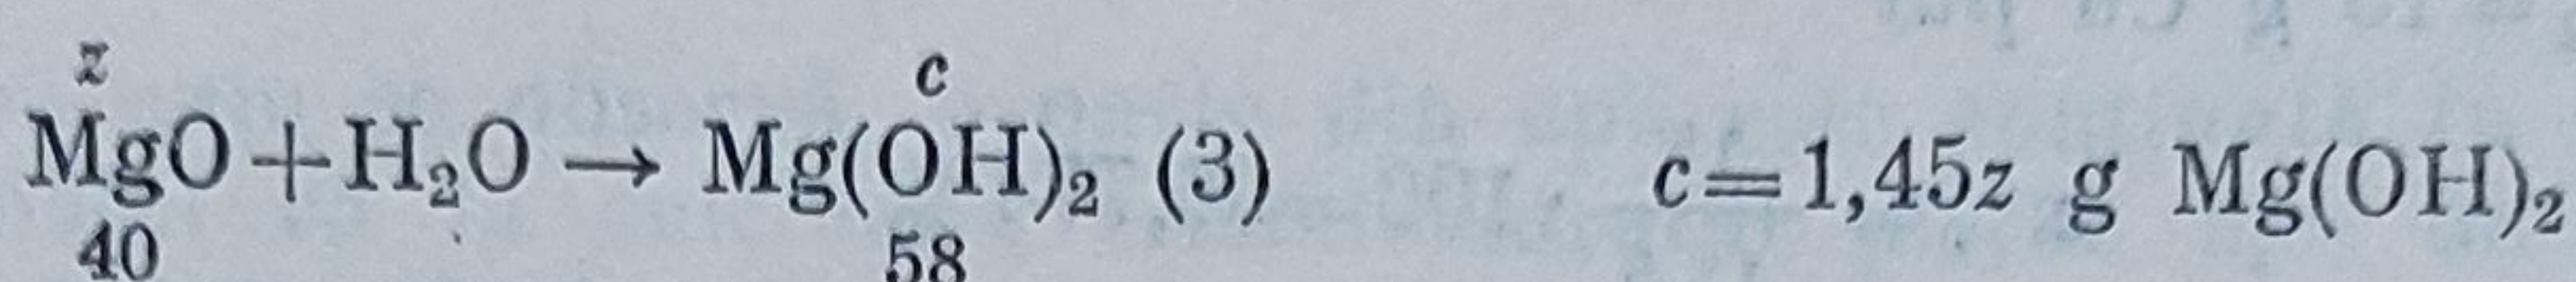 z c
MgO+H₂O → Mg(OH)₂ (3) c=1,45z g Mg(OH)₂
40 58